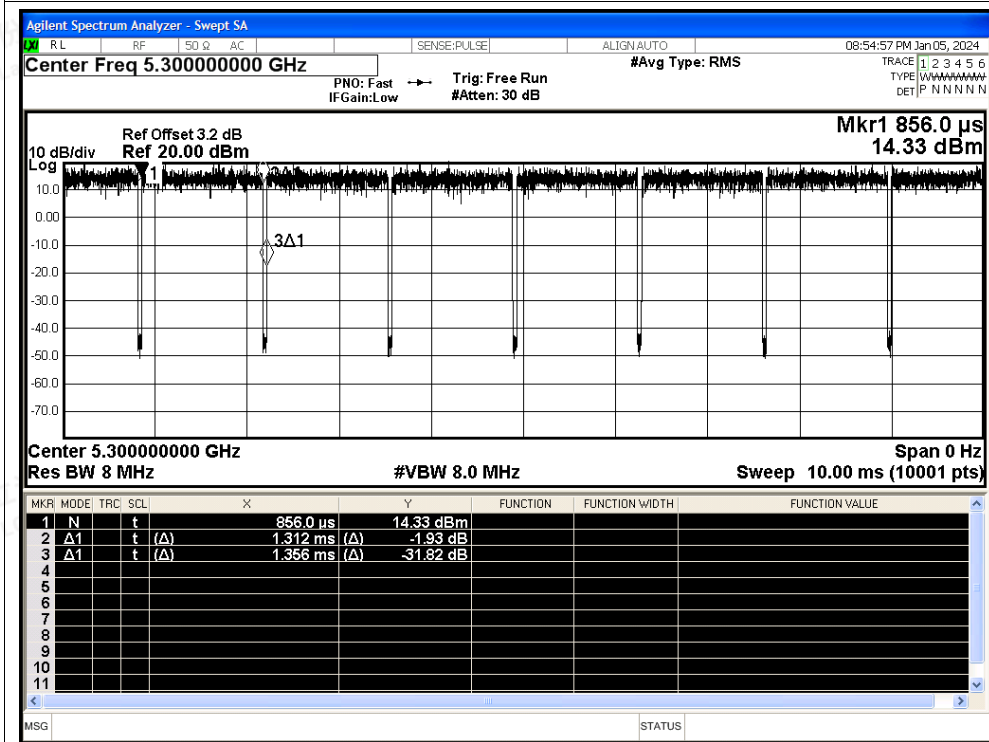 Agilent Spectrum Analyzer - Swept SA
LXI RL RF 50 Ω AC SENSE:PULSE ALIGN AUTO 08:54:57 PM Jan 05, 2024
Center Freq 5.300000000 GHz #Avg Type: RMS TRACE 1 2 3 4 5 6
PNO: Fast Trig: Free Run TYPE W
IFGain:Low #Atten: 30 dB DET P N N N N N
Mkr1 856.0 µs
Ref Offset 3.2 dB
10 dB/div Ref 20.00 dBm 14.33 dBm
Log
1
10.0
0.00
-10.0 3Δ1
-20.0
-30.0
-40.0
-50.0
-60.0
-70.0
Center 5.300000000 GHz Span 0 Hz
Res BW 8 MHz #VBW 8.0 MHz Sweep 10.00 ms (10001 pts)
MKR MODE TRC SCL X Y FUNCTION FUNCTION WIDTH FUNCTION VALUE
1 N t 856.0 µs 14.33 dBm
2 Δ1 t (Δ) 1.312 ms (Δ) -1.93 dB
3 Δ1 t (Δ) 1.356 ms (Δ) -31.82 dB
4
5
6
7
8
9
10
11
MSG STATUS